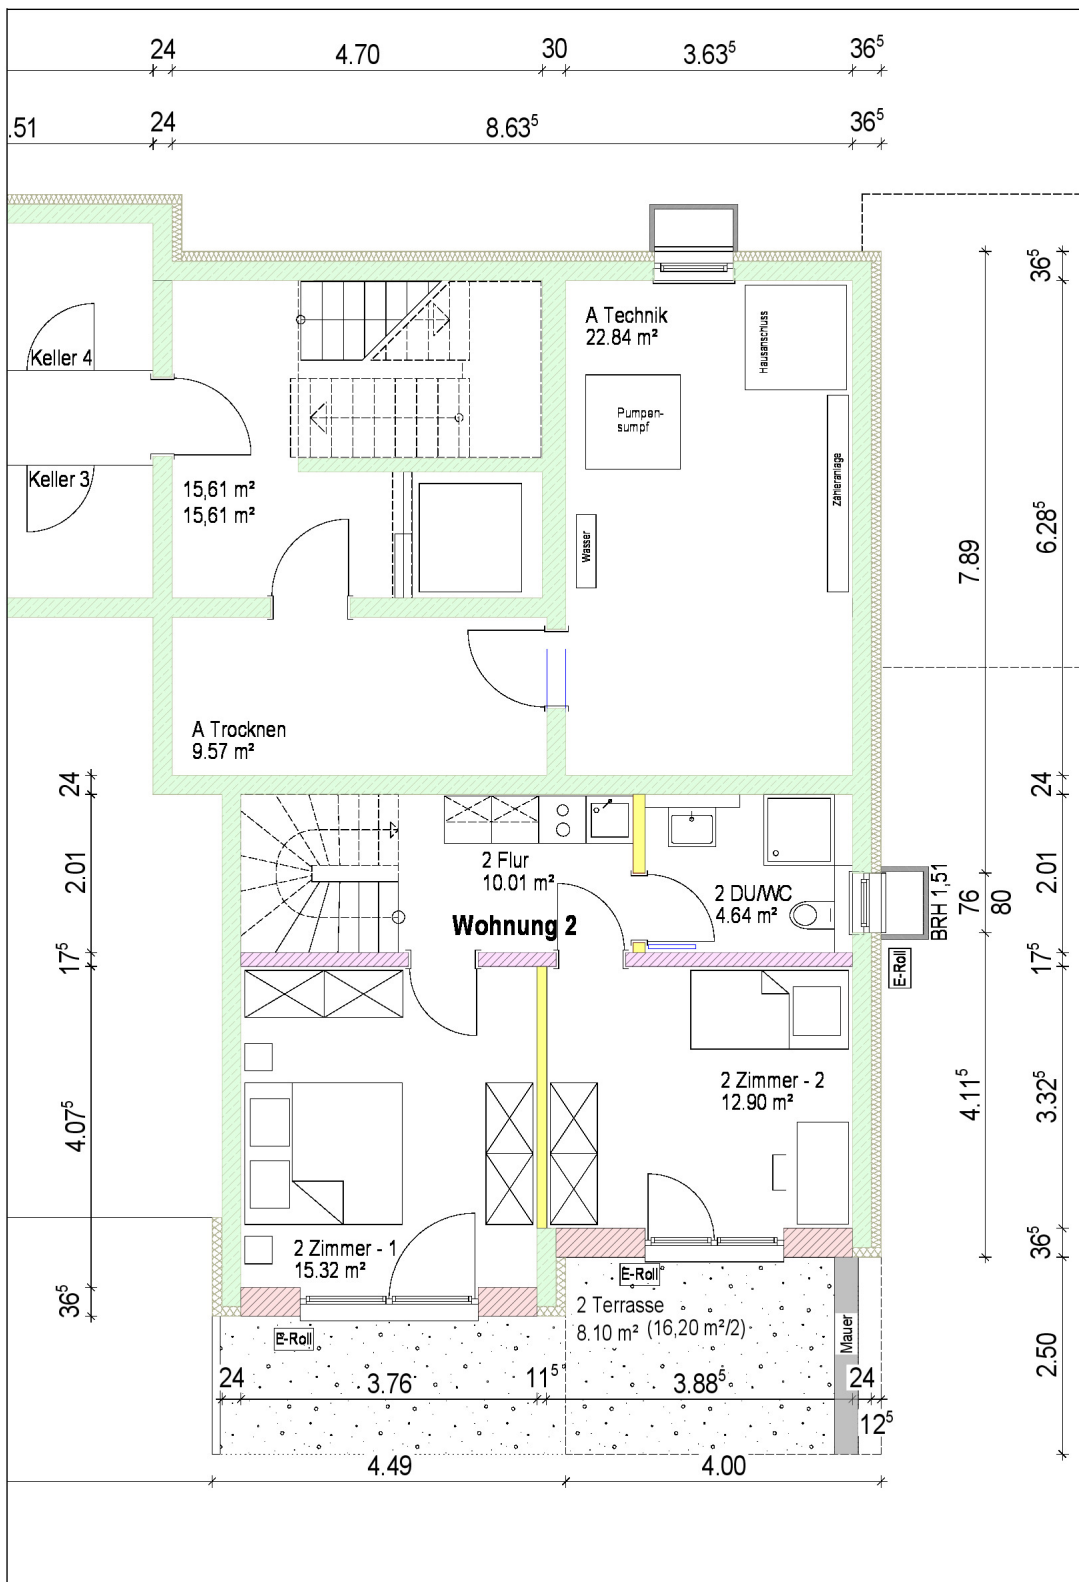 24
4.70
30
3.63⁵
36⁵
.51
24
8.63⁵
36⁵
36⁵
A Technik
22.84 m²
Hausanschluss
Keller 4
Pumpen-
sumpf
Zähleranlage
Keller 3
15,61 m²
15,61 m²
Wasser
7.89
6.28⁵
A Trocknen
9.57 m²
24
24
2.01
2 Flur
10.01 m²
2 DU/WC
4.64 m²
Wohnung 2
BRH 1,51
76
80
2.01
17⁵
E-Roll
17⁵
2 Zimmer - 2
12.90 m²
4.07⁵
4.11⁵
3.32⁵
2 Zimmer - 1
15.32 m²
36⁵
E-Roll
36⁵
2 Terrasse
8.10 m² (16,20 m²/2)
E-Roll
Mauer
2.50
24
3.76
11⁵
3.88⁵
24
12⁵
4.49
4.00